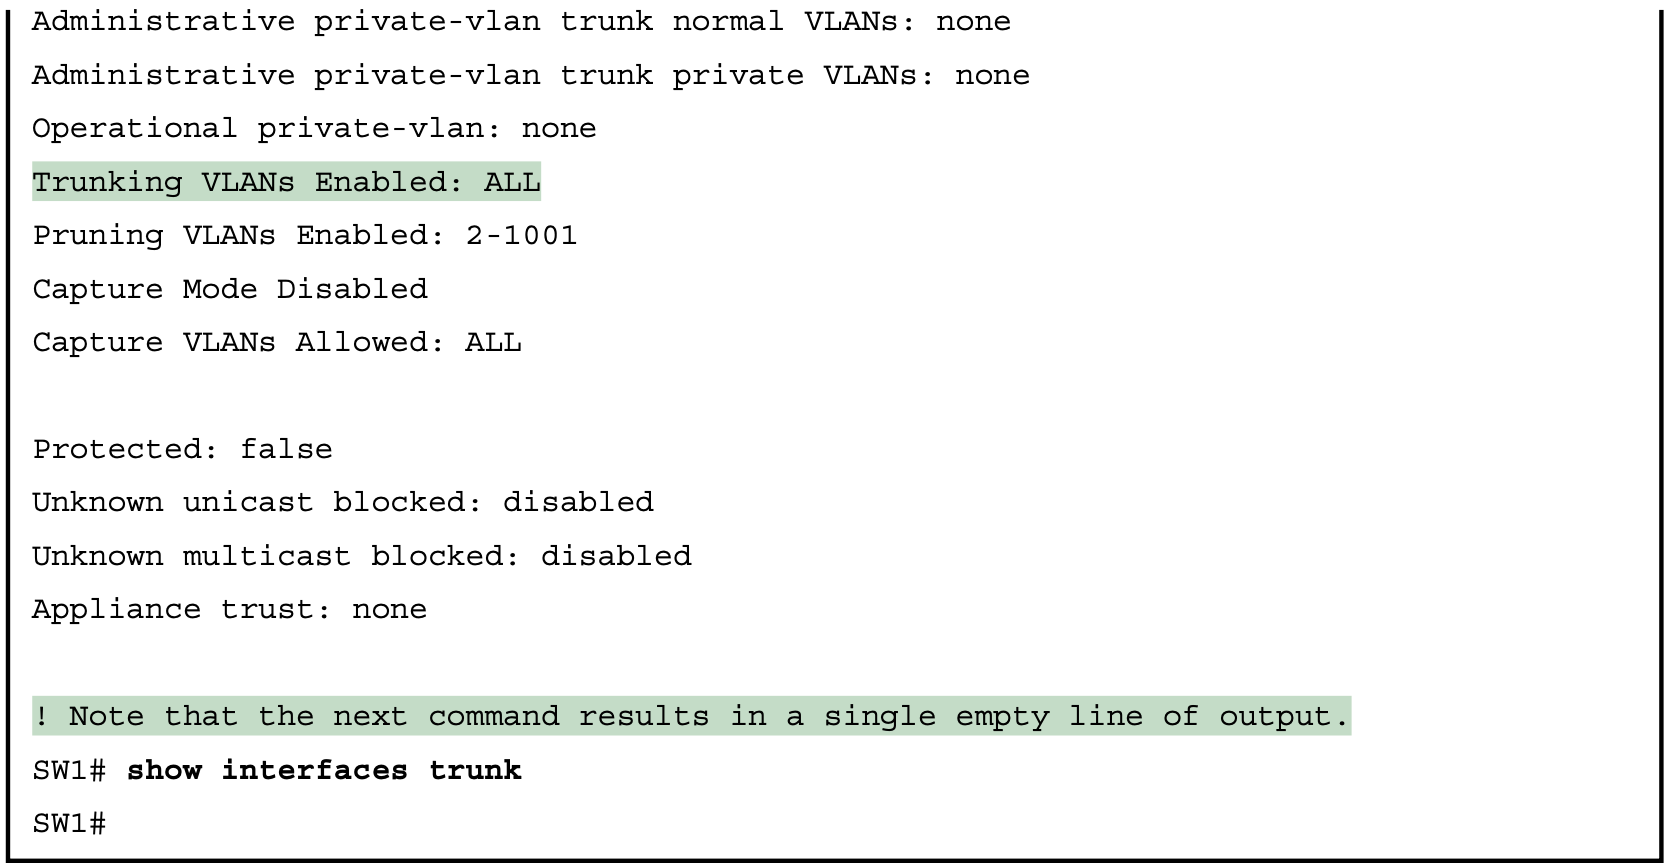 Administrative private-vlan trunk normal VLANs: none
Administrative private-vlan trunk private VLANs: none
Operational private-vlan: none
Trunking VLANs Enabled: ALL
Pruning VLANs Enabled: 2-1001
Capture Mode Disabled
Capture VLANs Allowed: ALL
Protected: false
Unknown unicast blocked: disabled
Unknown multicast blocked: disabled
Appliance trust: none
! Note that the next command results in a single empty line of output.
SW1# show interfaces trunk
SW1#